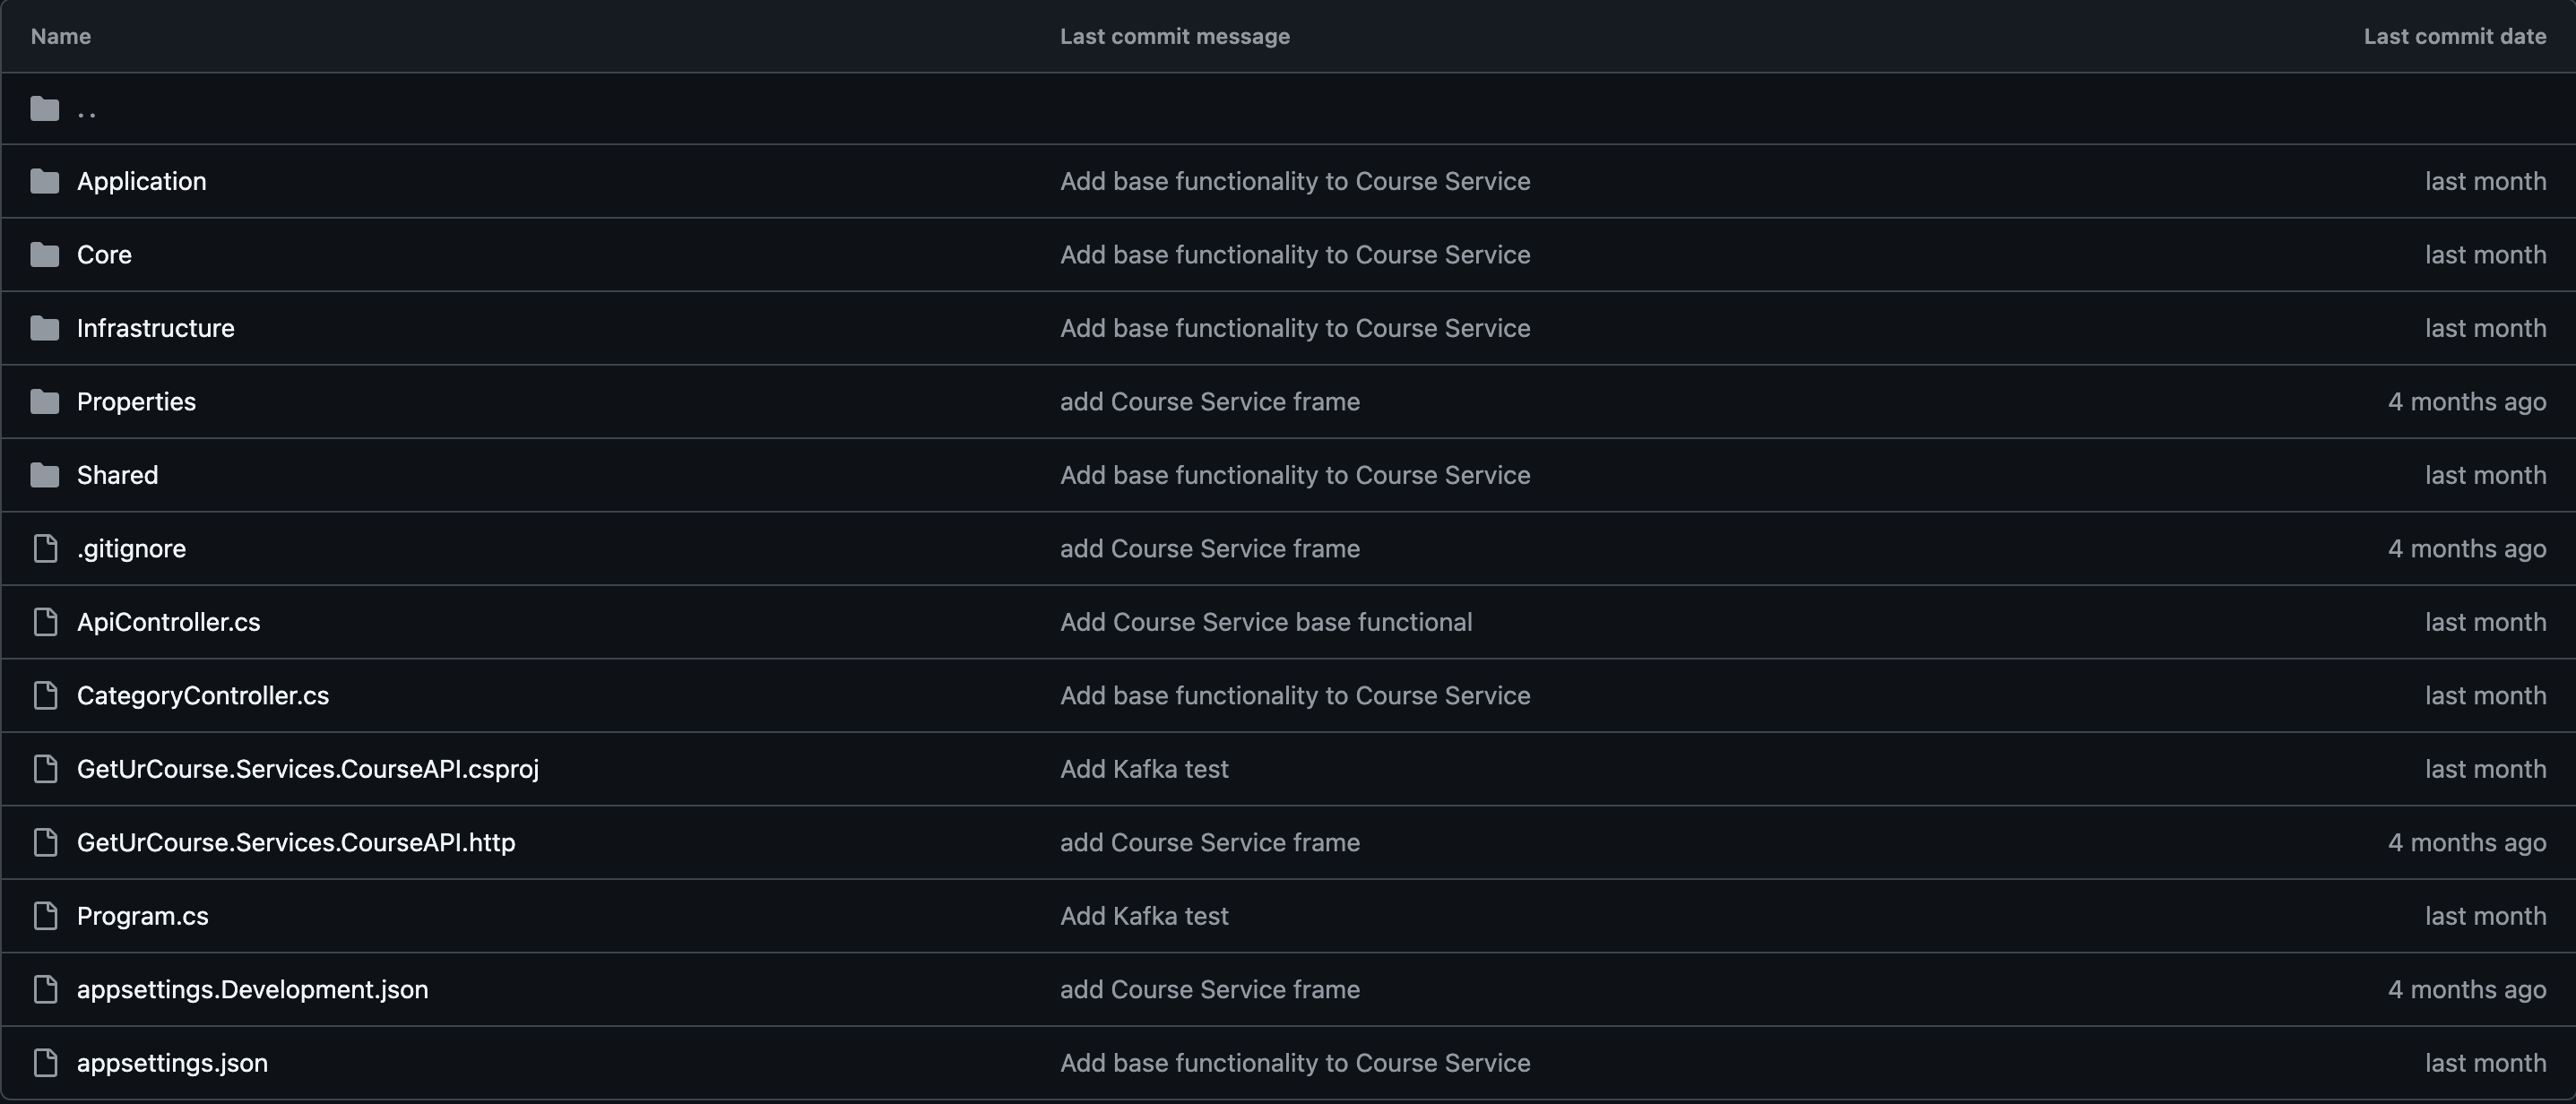 Name Last commit message Last commit date
..
Application Add base functionality to Course Service last month
Core Add base functionality to Course Service last month
Infrastructure Add base functionality to Course Service last month
Properties add Course Service frame 4 months ago
Shared Add base functionality to Course Service last month
.gitignore add Course Service frame 4 months ago
ApiController.cs Add Course Service base functional last month
CategoryController.cs Add base functionality to Course Service last month
GetUrCourse.Services.CourseAPI.csproj Add Kafka test last month
GetUrCourse.Services.CourseAPI.http add Course Service frame 4 months ago
Program.cs Add Kafka test last month
appsettings.Development.json add Course Service frame 4 months ago
appsettings.json Add base functionality to Course Service last month